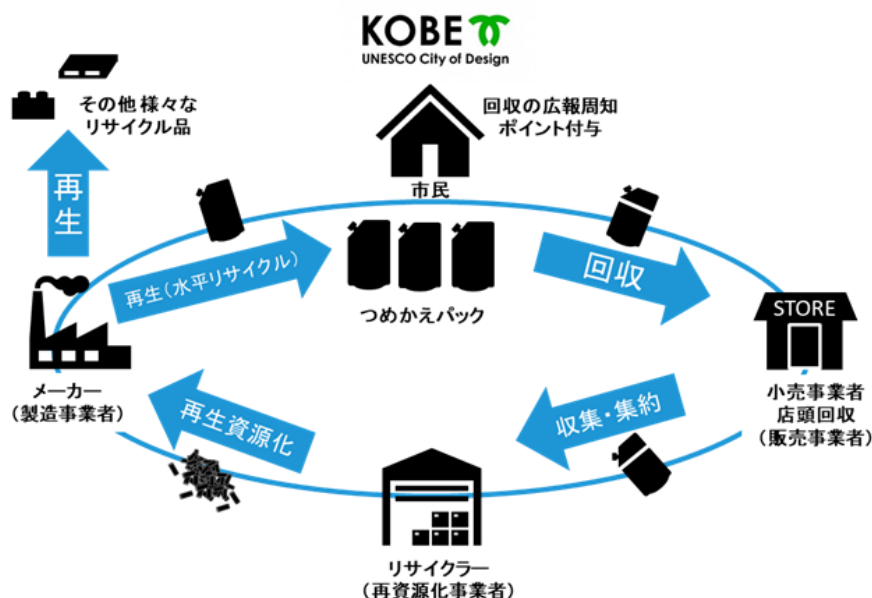 KOBE
UNESCO City of Design
その他様々な
リサイクル品
回収の広報周知
ポイント付与
再生
市民
再生(水平リサイクル)
回収
つめかえパック
STORE
メーカー
(製造事業者)
小売事業者
店頭回収
(販売事業者)
再生資源化
収集・集約
リサイクラー
(再資源化事業者)